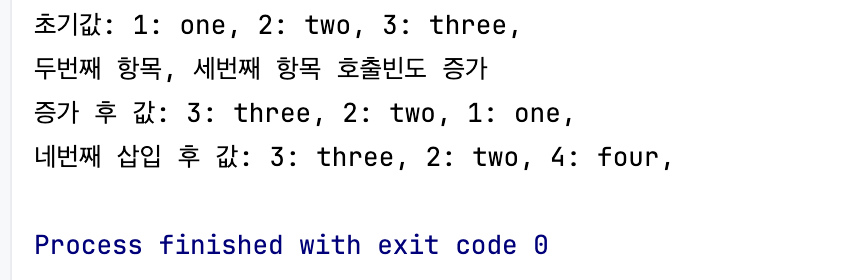 초기값: 1: one, 2: two, 3: three,
두번째 항목, 세번째 항목 호출빈도 증가
증가 후 값: 3: three, 2: two, 1: one,
네번째 삽입 후 값: 3: three, 2: two, 4: four,
Process finished with exit code 0